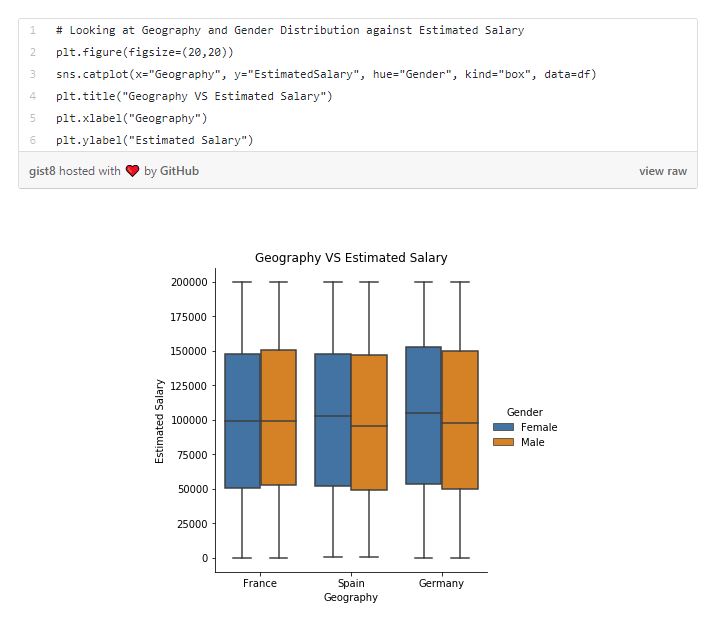 1 # Looking at Geography and Gender Distribution against Estimated Salary
2 plt.figure(figsize=(20,20))
3 sns.catplot(x="Geography", y="EstimatedSalary", hue="Gender", kind="box", data=df)
4 plt.title("Geography VS Estimated Salary")
5 plt.xlabel("Geography")
6 plt.ylabel("Estimated Salary")
gist8 hosted with ❤ by GitHub view raw
Geography VS Estimated Salary
200000
175000
150000
125000
100000
75000
50000
25000
0
Estimated Salary
Gender
Female
Male
France Spain Germany
Geography